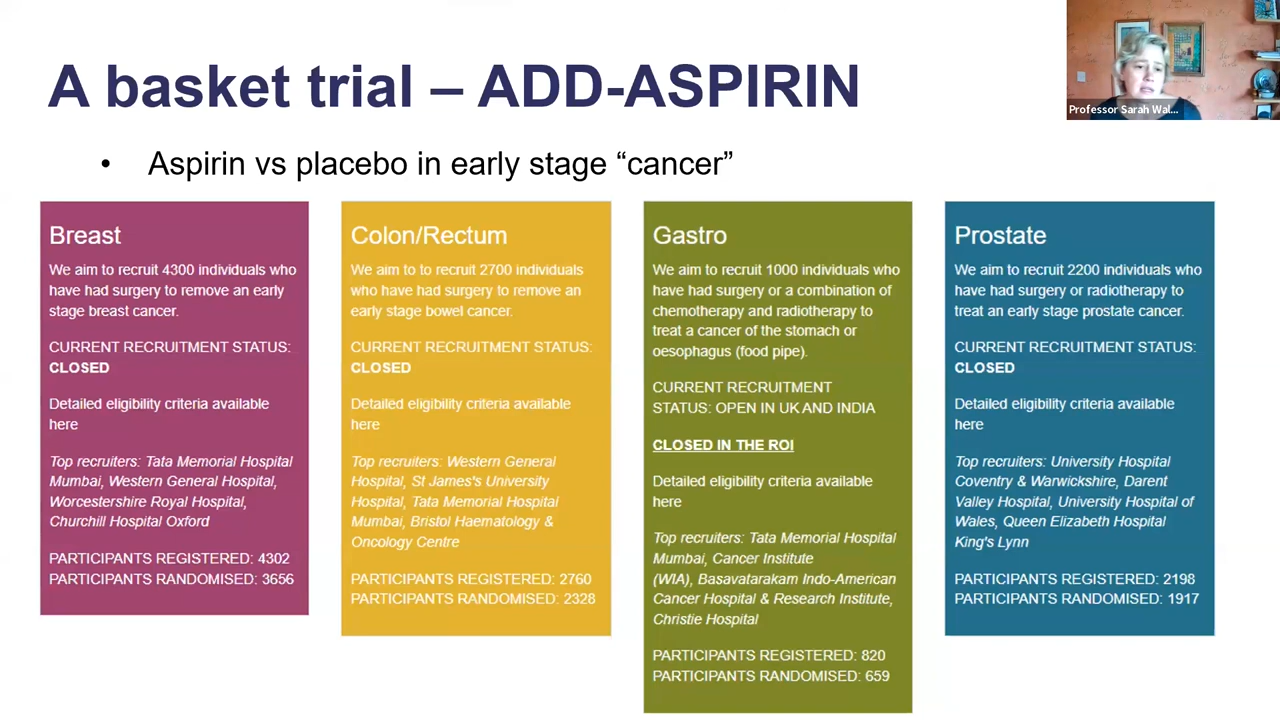 A basket trial – ADD-ASPIRIN
Professor Sarah Wal...
• Aspirin vs placebo in early stage “cancer”
Breast
We aim to recruit 4300 individuals who
have had surgery to remove an early
stage breast cancer.
CURRENT RECRUITMENT STATUS:
CLOSED
Detailed eligibility criteria available
here
Top recruiters: Tata Memorial Hospital
Mumbai, Western General Hospital,
Worcestershire Royal Hospital,
Churchill Hospital Oxford
PARTICIPANTS REGISTERED: 4302
PARTICIPANTS RANDOMISED: 3656
Colon/Rectum
We aim to to recruit 2700 individuals
who have had surgery to remove an
early stage bowel cancer.
CURRENT RECRUITMENT STATUS:
CLOSED
Detailed eligibility criteria available
here
Top recruiters: Western General
Hospital, St James's University
Hospital, Tata Memorial Hospital
Mumbai, Bristol Haematology &
Oncology Centre
PARTICIPANTS REGISTERED: 2760
PARTICIPANTS RANDOMISED: 2328
Gastro
We aim to recruit 1000 individuals who
have had surgery or a combination of
chemotherapy and radiotherapy to
treat a cancer of the stomach or
oesophagus (food pipe).
CURRENT RECRUITMENT
STATUS: OPEN IN UK AND INDIA
CLOSED IN THE ROI
Detailed eligibility criteria available
here
Top recruiters: Tata Memorial Hospital
Mumbai, Cancer Institute
(WIA), Basavatarakam Indo-American
Cancer Hospital & Research Institute,
Christie Hospital
PARTICIPANTS REGISTERED: 820
PARTICIPANTS RANDOMISED: 659
Prostate
We aim to recruit 2200 individuals who
have had surgery or radiotherapy to
treat an early stage prostate cancer.
CURRENT RECRUITMENT STATUS:
CLOSED
Detailed eligibility criteria available
here
Top recruiters: University Hospital
Coventry & Warwickshire, Darent
Valley Hospital, University Hospital of
Wales, Queen Elizabeth Hospital
King's Lynn
PARTICIPANTS REGISTERED: 2198
PARTICIPANTS RANDOMISED: 1917